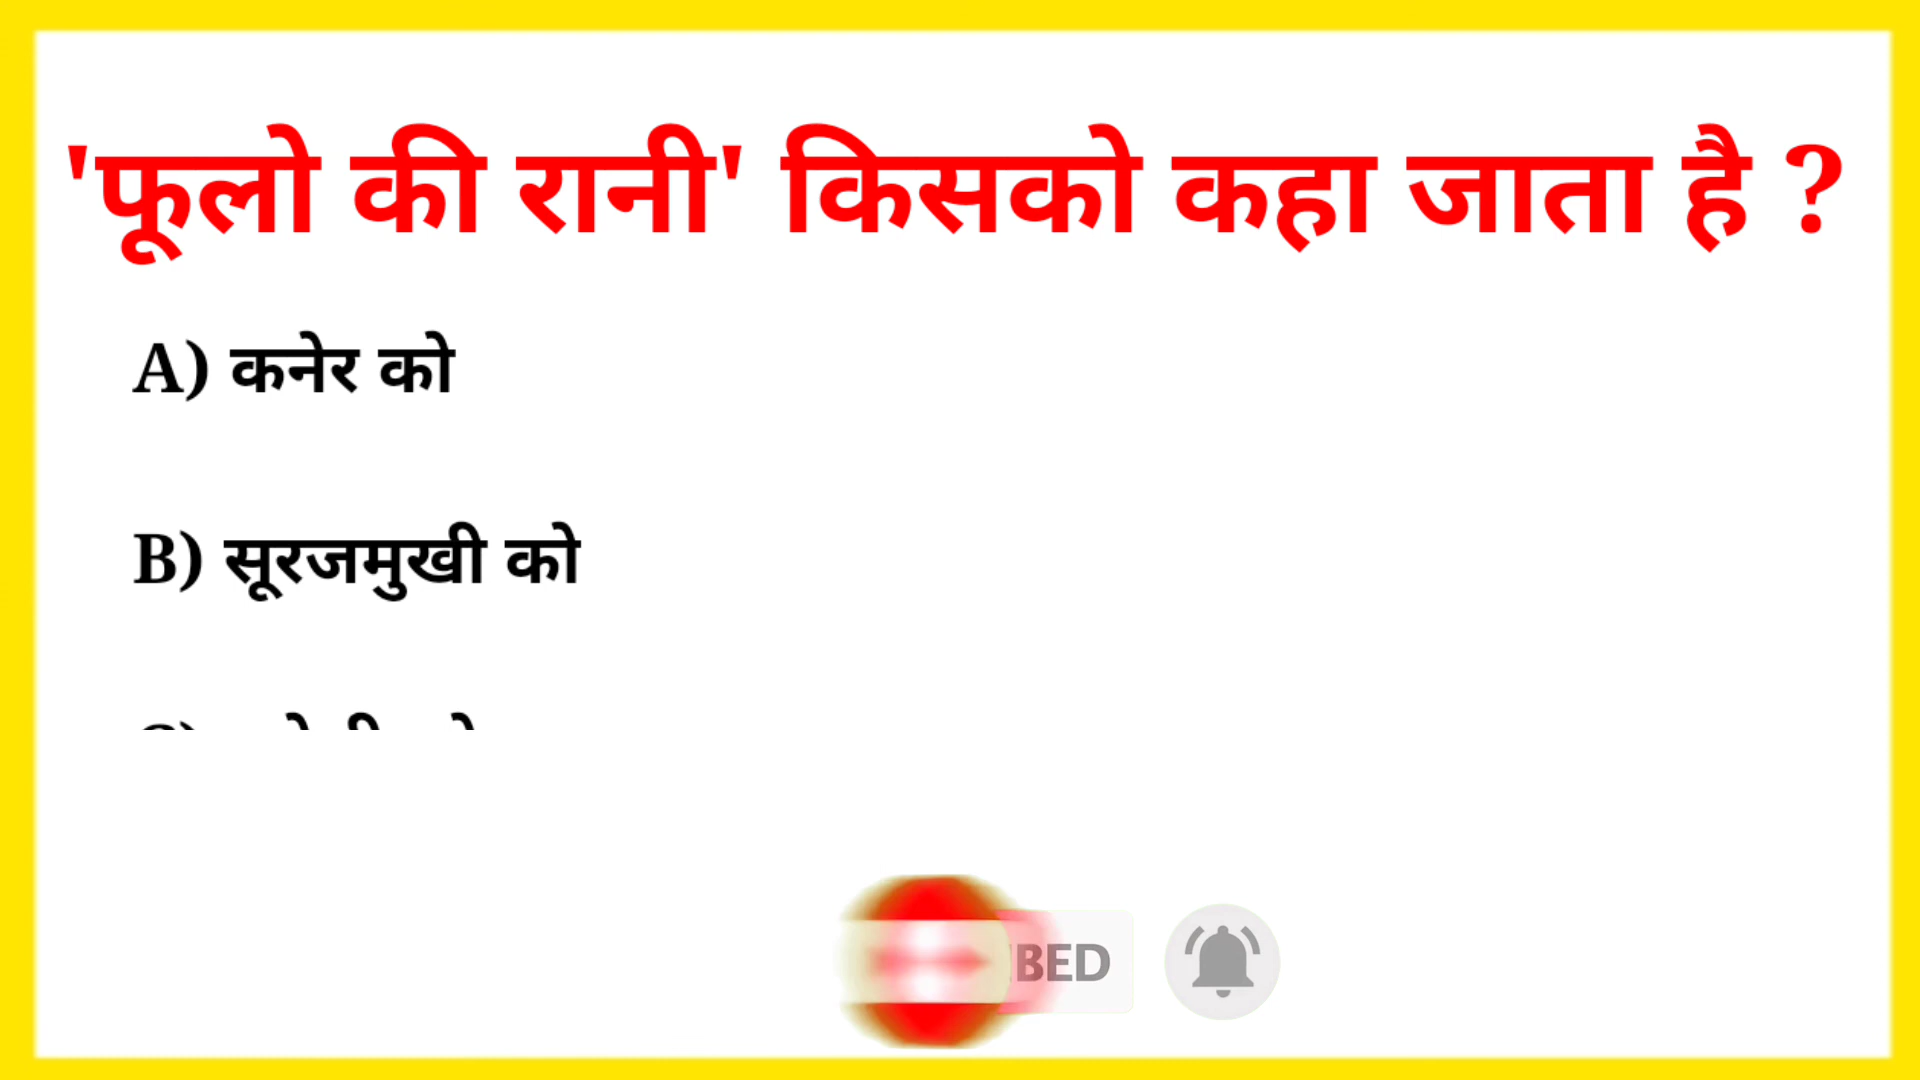 'फूलो की रानी' किसको कहा जाता है ?
A) कनेर को
B) सूरजमुखी को
BED